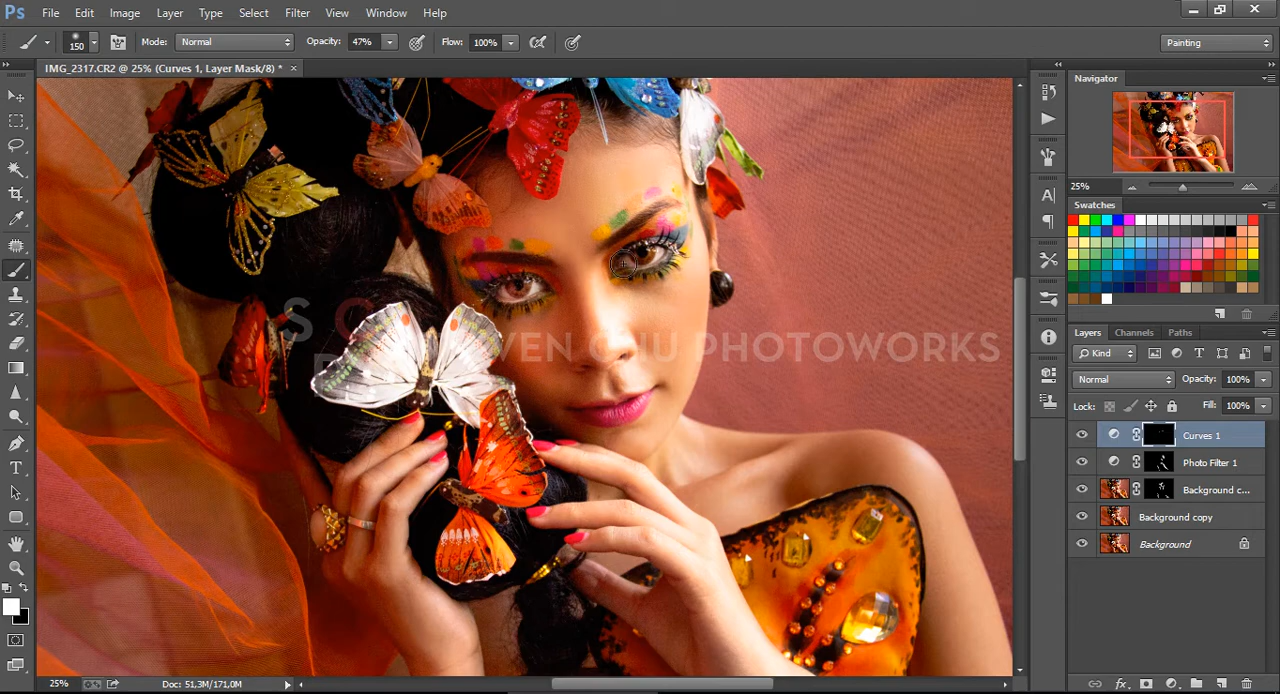 Ps File Edit Image Layer Type Select Filter View Window Help
150 Mode: Normal Opacity: 47% Flow: 100% Painting
IMG_2317.CR2 @ 25% (Curves 1, Layer Mask/8) * ×
Navigator
25%
Swatches
VEN CHU PHOTOWORKS
Layers Channels Paths
Kind
Normal Opacity: 100%
Lock: Fill: 100%
Curves 1
Photo Filter 1
Background c...
Background copy
Background
25% Doc: 51,3M/171,0M